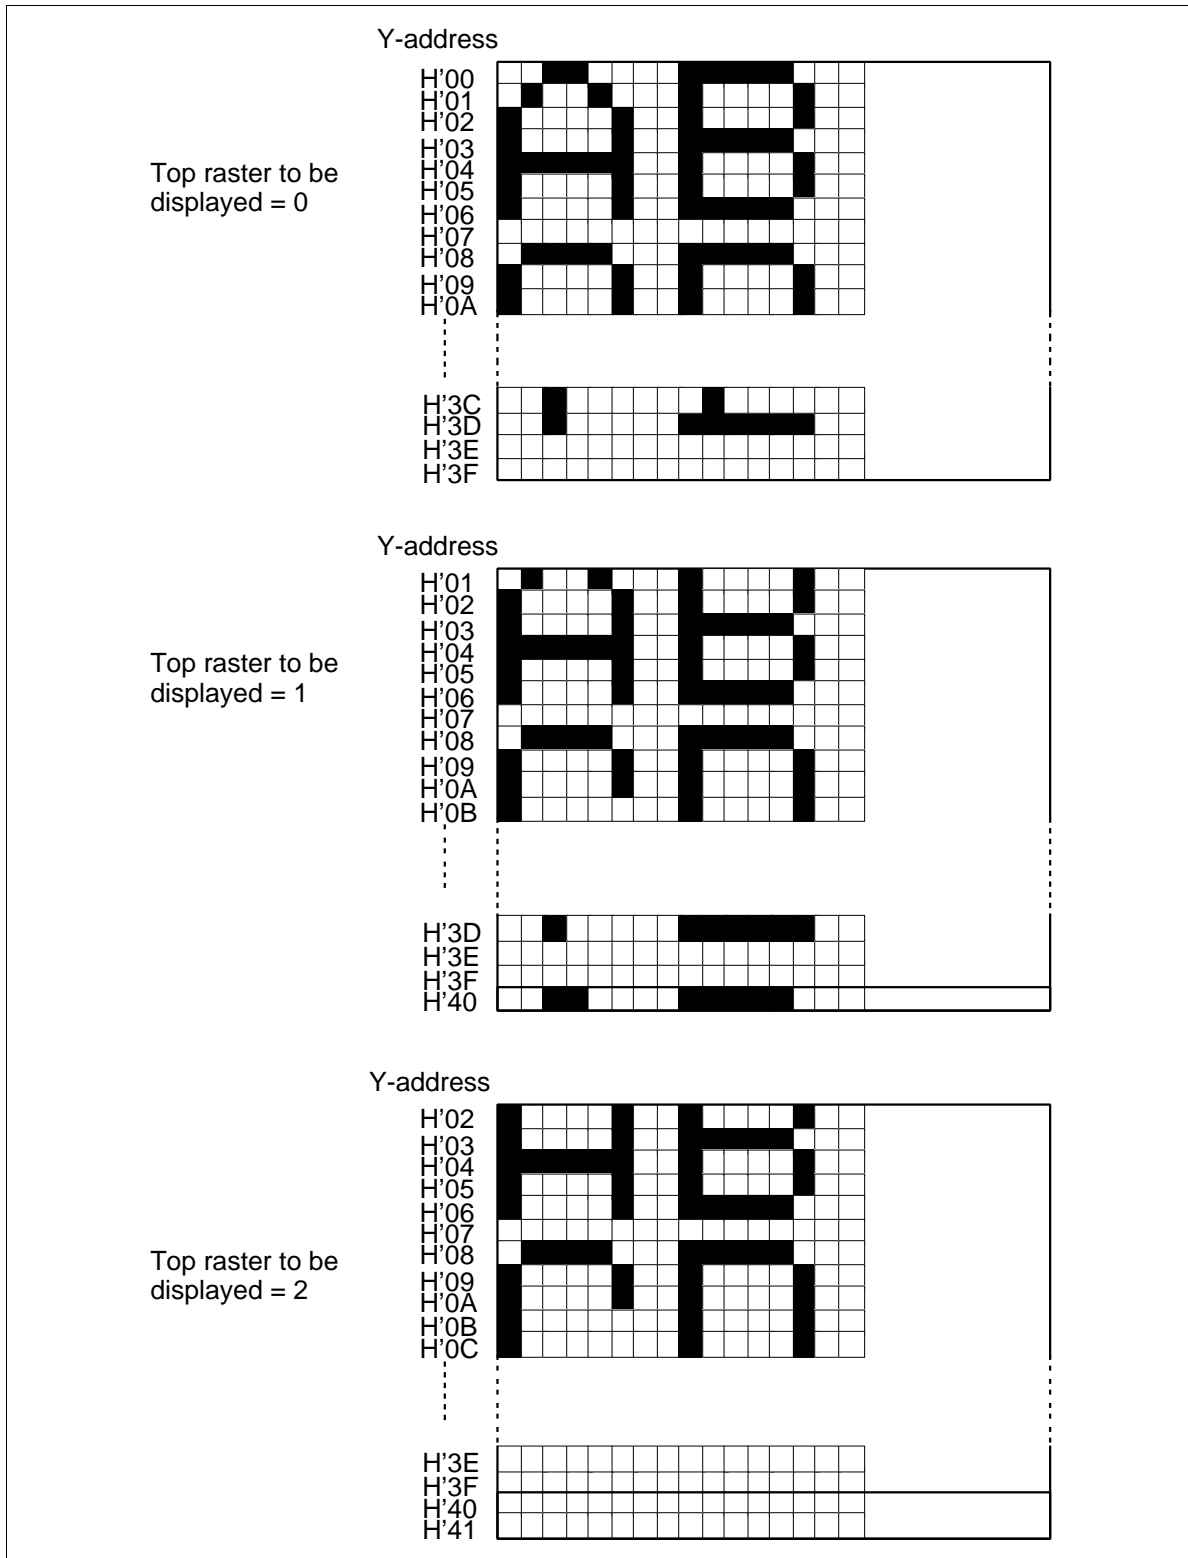 Y-address
H'00
H'01
H'02
H'03
H'04
H'05
H'06
H'07
H'08
H'09
H'0A
Top raster to be
displayed = 0
H'3C
H'3D
H'3E
H'3F
Y-address
H'01
H'02
H'03
H'04
H'05
H'06
H'07
H'08
H'09
H'0A
H'0B
Top raster to be
displayed = 1
H'3D
H'3E
H'3F
H'40
Y-address
H'02
H'03
H'04
H'05
H'06
H'07
H'08
H'09
H'0A
H'0B
H'0C
Top raster to be
displayed = 2
H'3E
H'3F
H'40
H'41